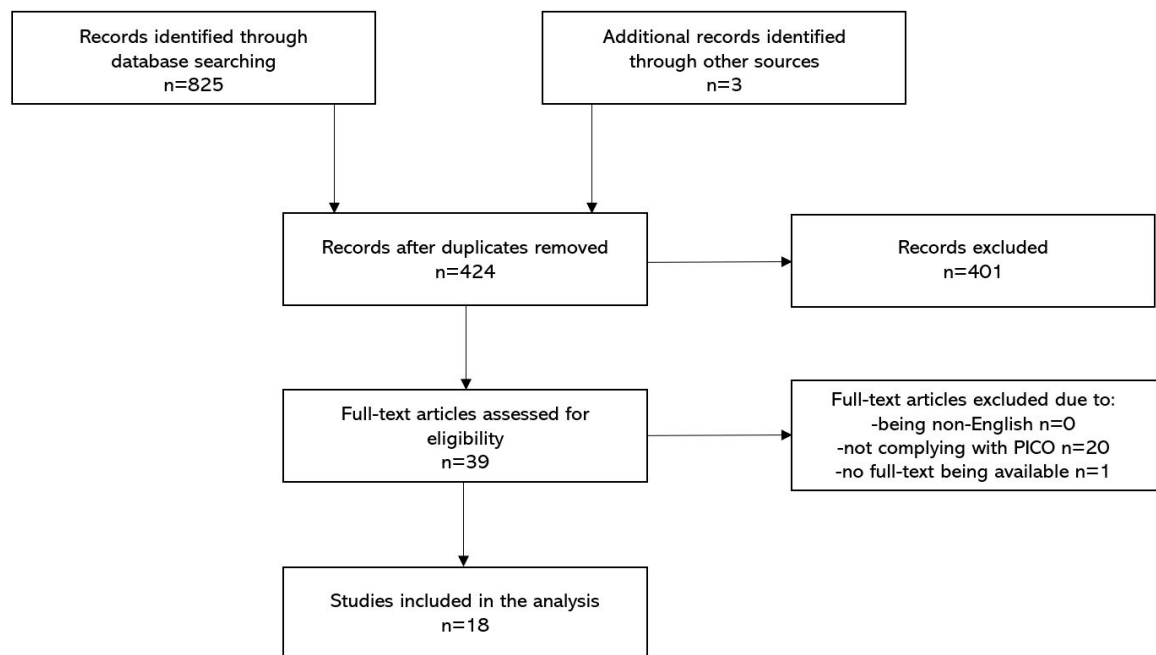 Records identified through
database searching
n=825
Additional records identified
through other sources
n=3
Records after duplicates removed
n=424
Records excluded
n=401
Full-text articles assessed for
eligibility
n=39
Full-text articles excluded due to:
-being non-English n=0
-not complying with PICO n=20
-no full-text being available n=1
Studies included in the analysis
n=18